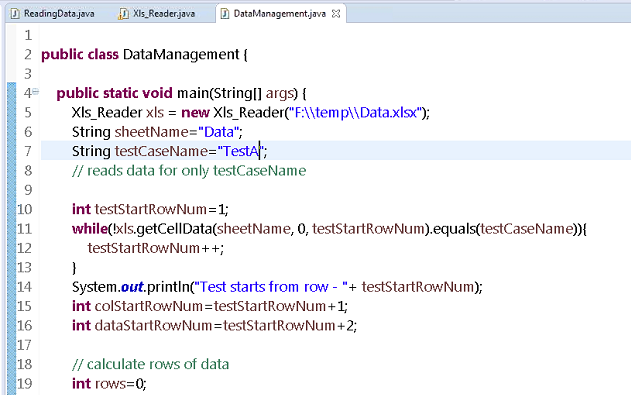 ReadingData.java Xls_Reader.java DataManagement.java
1
2 public class DataManagement {
3
4 public static void main(String[] args) {
5 Xls_Reader xls = new Xls_Reader("F:\\temp\\Data.xlsx");
6 String sheetName="Data";
7 String testCaseName="TestA";
8 // reads data for only testCaseName
9
10 int testStartRowNum=1;
11 while(!xls.getCellData(sheetName, 0, testStartRowNum).equals(testCaseName)){
12 testStartRowNum++;
13 }
14 System.out.println("Test starts from row - "+ testStartRowNum);
15 int colStartRowNum=testStartRowNum+1;
16 int dataStartRowNum=testStartRowNum+2;
17
18 // calculate rows of data
19 int rows=0;